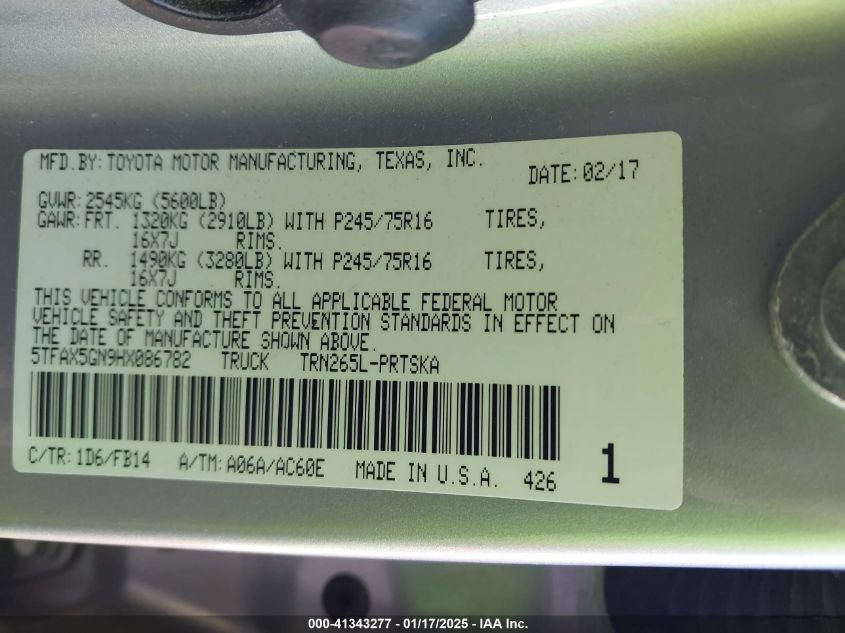 MFD.BY: TOYOTA MOTOR MANUFACTURING, TEXAS, INC. DATE: 02/17
GVWR: 2545KG (5600LB)
GAWR: FRT. 1320KG (2910LB) WITH P245/75R16 TIRES,
16X7J RIMS.
RR. 1490KG (3280LB) WITH P245/75R16 TIRES,
16X7J RIMS.
THIS VEHICLE CONFORMS TO ALL APPLICABLE FEDERAL MOTOR
VEHICLE SAFETY AND THEFT PREVENTION STANDARDS IN EFFECT ON
THE DATE OF MANUFACTURE SHOWN ABOVE.
5TFAX5GN9HX086782 TRUCK TRN265L-PRTSKA
C/TR: 1D6/FB14 A/TM: A06A/AC60E MADE IN U.S.A. 426 1
000-41343277 - 01/17/2025 - IAA Inc.